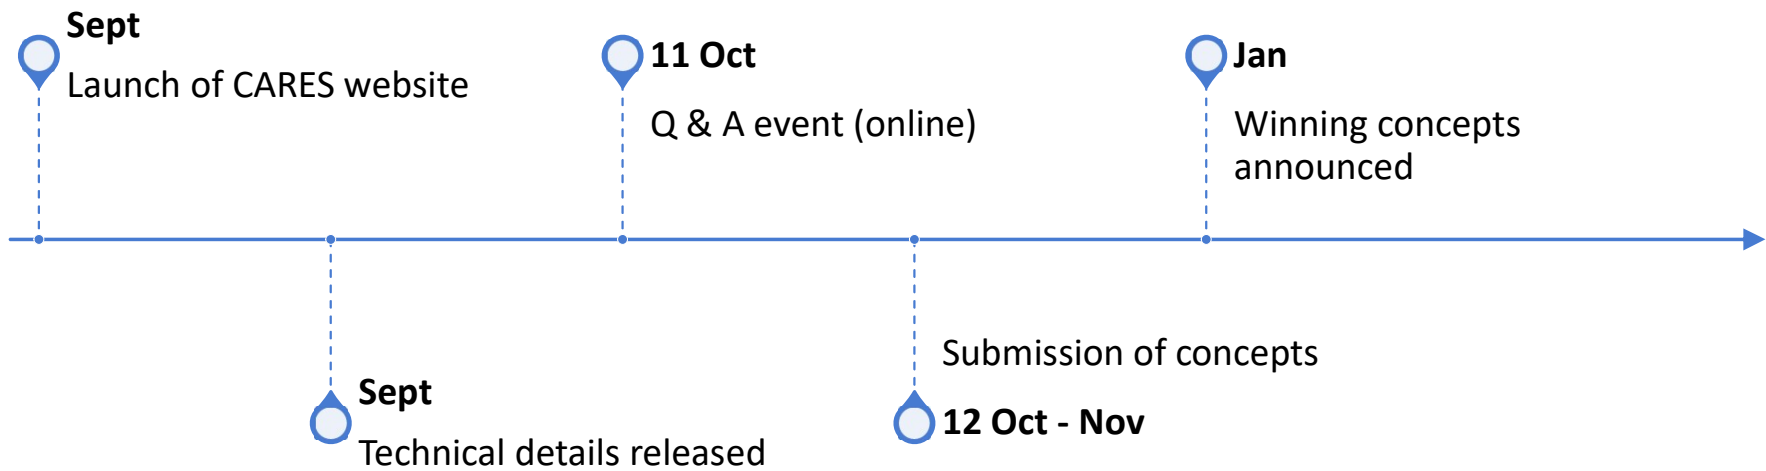 Sept
Launch of CARES website
Sept
Technical details released
11 Oct
Q & A event (online)
Submission of concepts
12 Oct - Nov
Jan
Winning concepts
announced